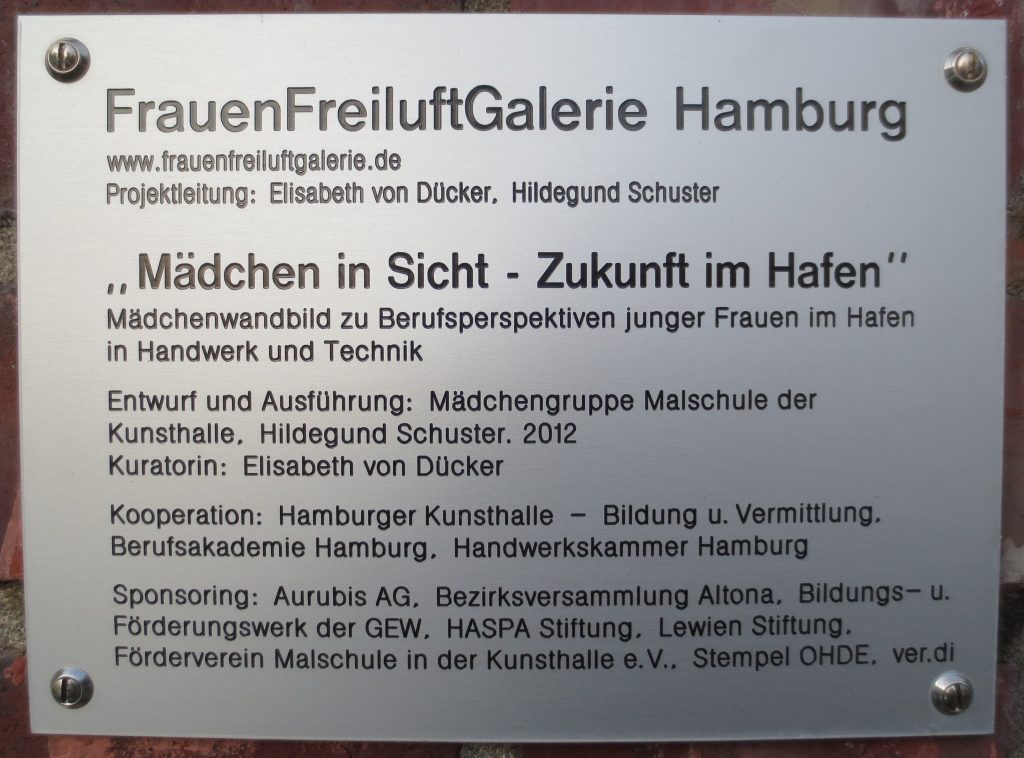 FrauenFreiluftGalerie Hamburg
www.frauenfreiluftgalerie.de
Projektleitung: Elisabeth von Dücker, Hildegund Schuster
„Mädchen in Sicht - Zukunft im Hafen"
Mädchenwandbild zu Berufsperspektiven junger Frauen im Hafen
in Handwerk und Technik
Entwurf und Ausführung: Mädchengruppe Malschule der
Kunsthalle, Hildegund Schuster. 2012
Kuratorin: Elisabeth von Dücker
Kooperation: Hamburger Kunsthalle – Bildung u. Vermittlung,
Berufsakademie Hamburg, Handwerkskammer Hamburg
Sponsoring: Aurubis AG, Bezirksversammlung Altona, Bildungs- u.
Förderungswerk der GEW, HASPA Stiftung, Lewien Stiftung,
Förderverein Malschule in der Kunsthalle e.V., Stempel OHDE, ver.di